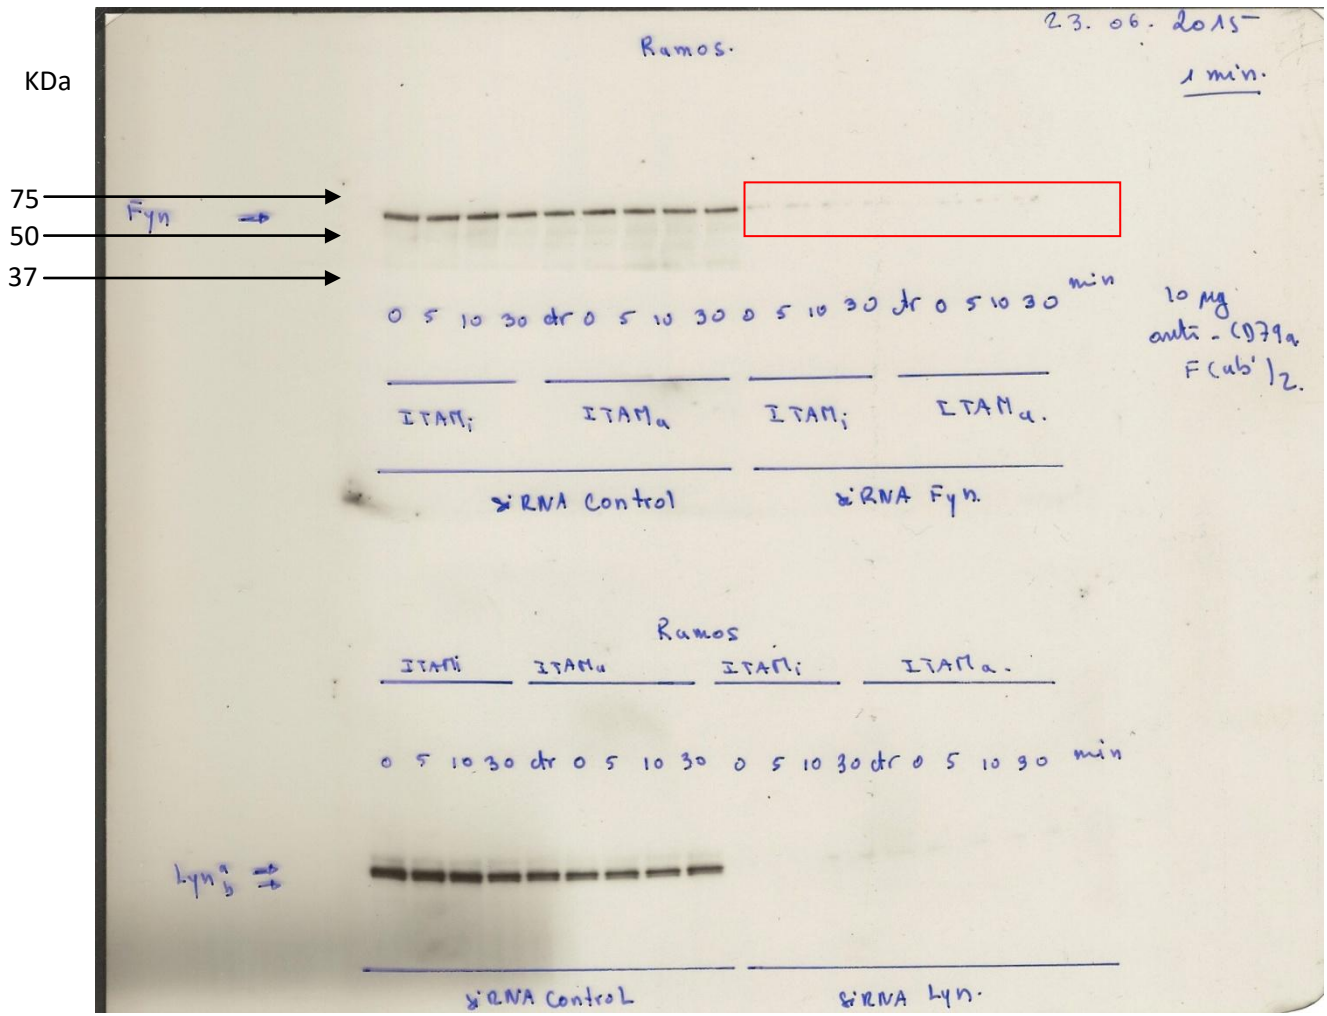 23. 06. 2015
Ramos.
1 min.
KDa
75
Fyn
50
37
0 5 10 30 ctr 0 5 10 30 0 5 10 30 ctr 0 5 10 30 min
10 µg
anti-CD79a
F(ab')2.
ITAMi ITAMa ITAMi ITAMa.
siRNA Control siRNA Fyn.
Ramos
ITAMi ITAMa ITAMi ITAMa.
0 5 10 30 ctr 0 5 10 30 0 5 10 30 ctr 0 5 10 30 min
Lyn a
b
siRNA Control siRNA Lyn.